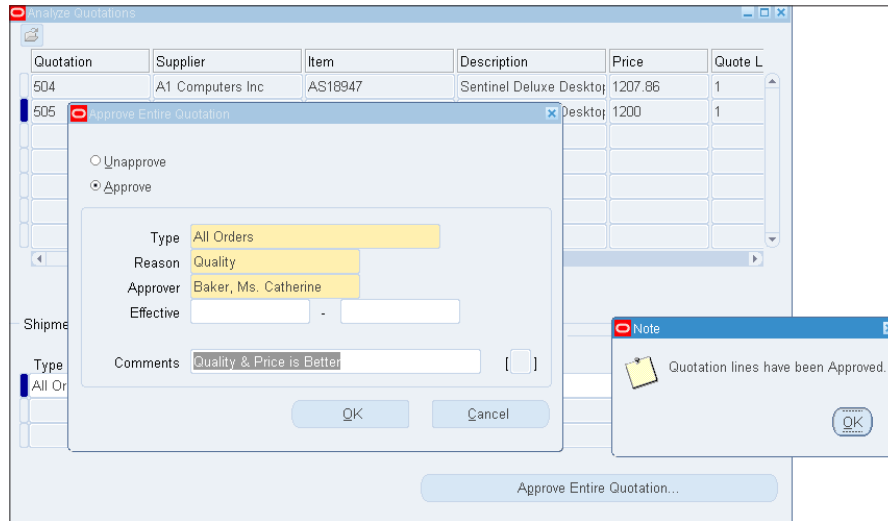 Analyze Quotations
Quotation Supplier Item Description Price Quote L
504 A1 Computers Inc AS18947 Sentinel Deluxe Desktop 1207.86 1
505 Desktop 1200 1
Approve Entire Quotation
Unapprove
Approve
Type All Orders
Reason Quality
Approver Baker, Ms. Catherine
Effective -
Comments Quality & Price is Better [ ]
OK Cancel
Shipme
Type
All Or
Note
Quotation lines have been Approved.
OK
Approve Entire Quotation...